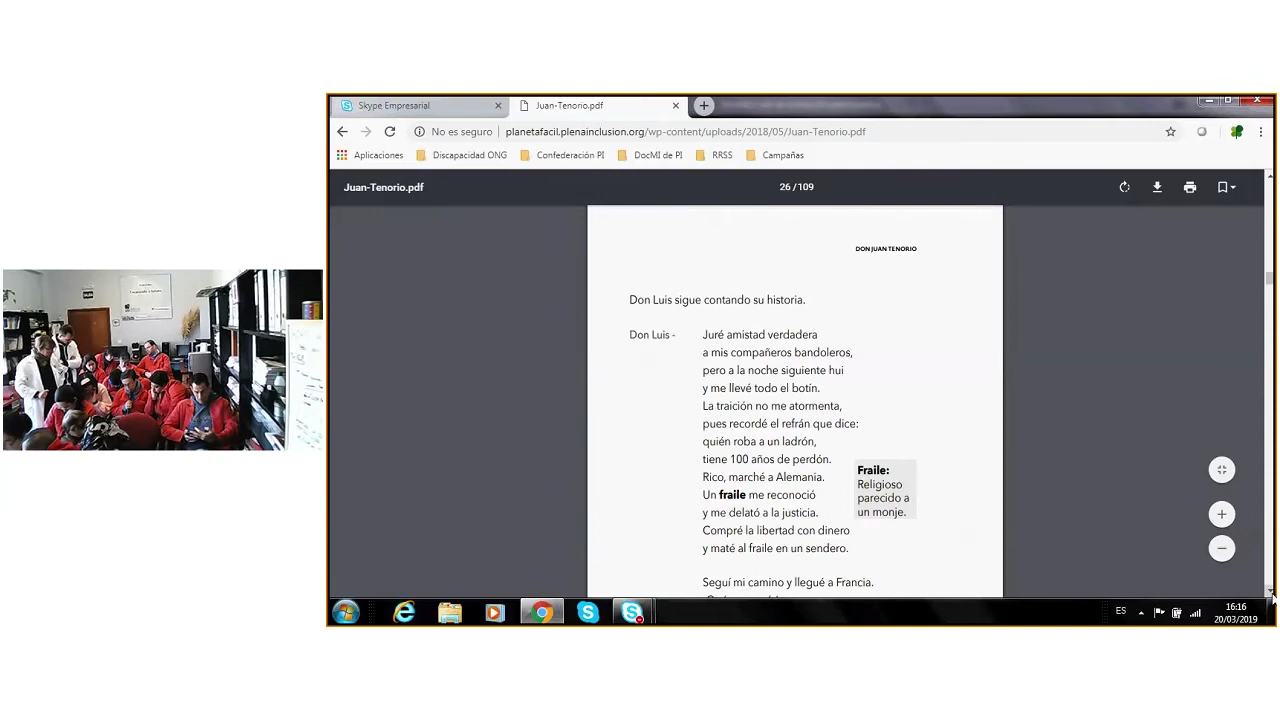 Skype Empresarial
Juan-Tenorio.pdf
No es seguro
planetafacil.plenainclusion.org/wp-content/uploads/2018/05/Juan-Tenorio.pdf
Aplicaciones
Discapacidad ONG
Confederación PI
DocMI de PI
RRSS
Campañas
Juan-Tenorio.pdf
26 / 109
DON JUAN TENORIO
Don Luis sigue contando su historia.
Don Luis - Juré amistad verdadera
a mis compañeros bandoleros,
pero a la noche siguiente hui
y me llevé todo el botín.
La traición no me atormenta,
pues recordé el refrán que dice:
quién roba a un ladrón,
tiene 100 años de perdón.
Rico, marché a Alemania.
Un fraile me reconoció
y me delató a la justicia.
Compré la libertad con dinero
y maté al fraile en un sendero.
Fraile:
Religioso
parecido a
un monje.
Seguí mi camino y llegué a Francia.
ES
16:16
20/03/2019